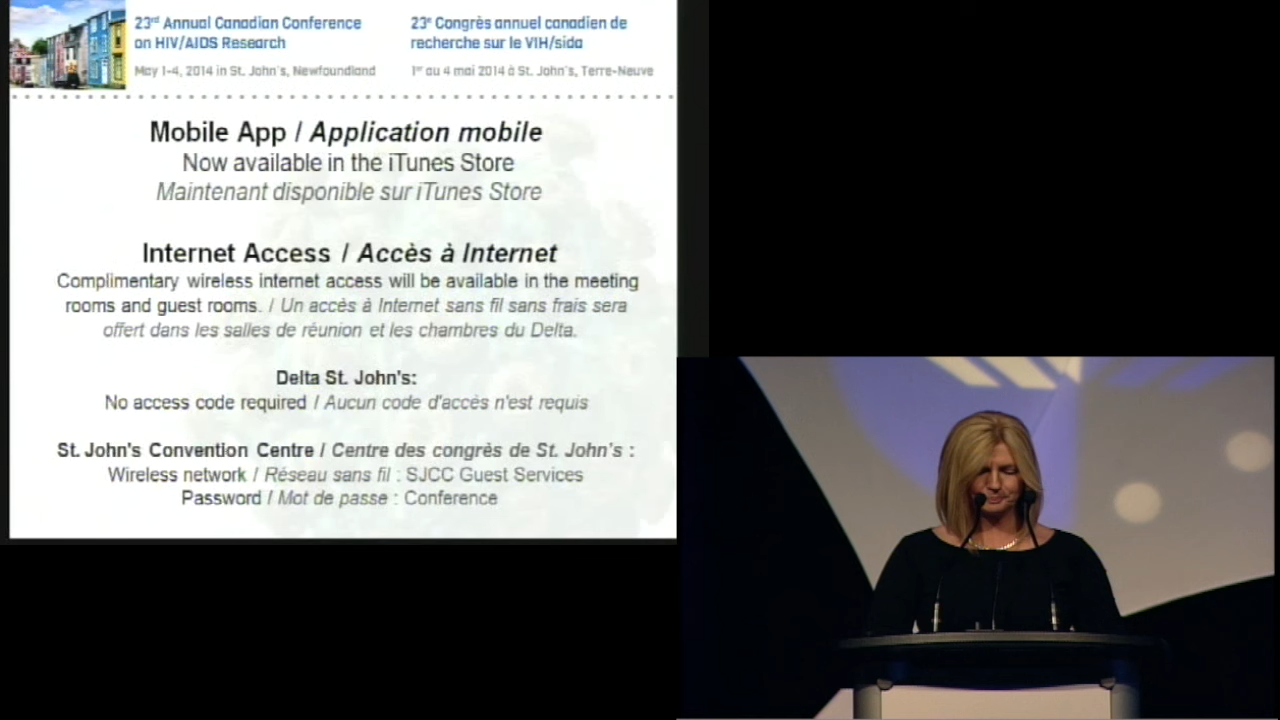 23rd Annual Canadian Conference
on HIV/AIDS Research
May 1-4, 2014 in St. John's, Newfoundland
23e Congrès annuel canadien de
recherche sur le VIH/sida
1er au 4 mai 2014 à St. John's, Terre-Neuve
Mobile App / Application mobile
Now available in the iTunes Store
Maintenant disponible sur iTunes Store
Internet Access / Accès à Internet
Complimentary wireless internet access will be available in the meeting
rooms and guest rooms. / Un accès à Internet sans fil sans frais sera
offert dans les salles de réunion et les chambres du Delta.
Delta St. John's:
No access code required / Aucun code d'accès n'est requis
St. John's Convention Centre / Centre des congrès de St. John's :
Wireless network / Réseau sans fil : SJCC Guest Services
Password / Mot de passe : Conference